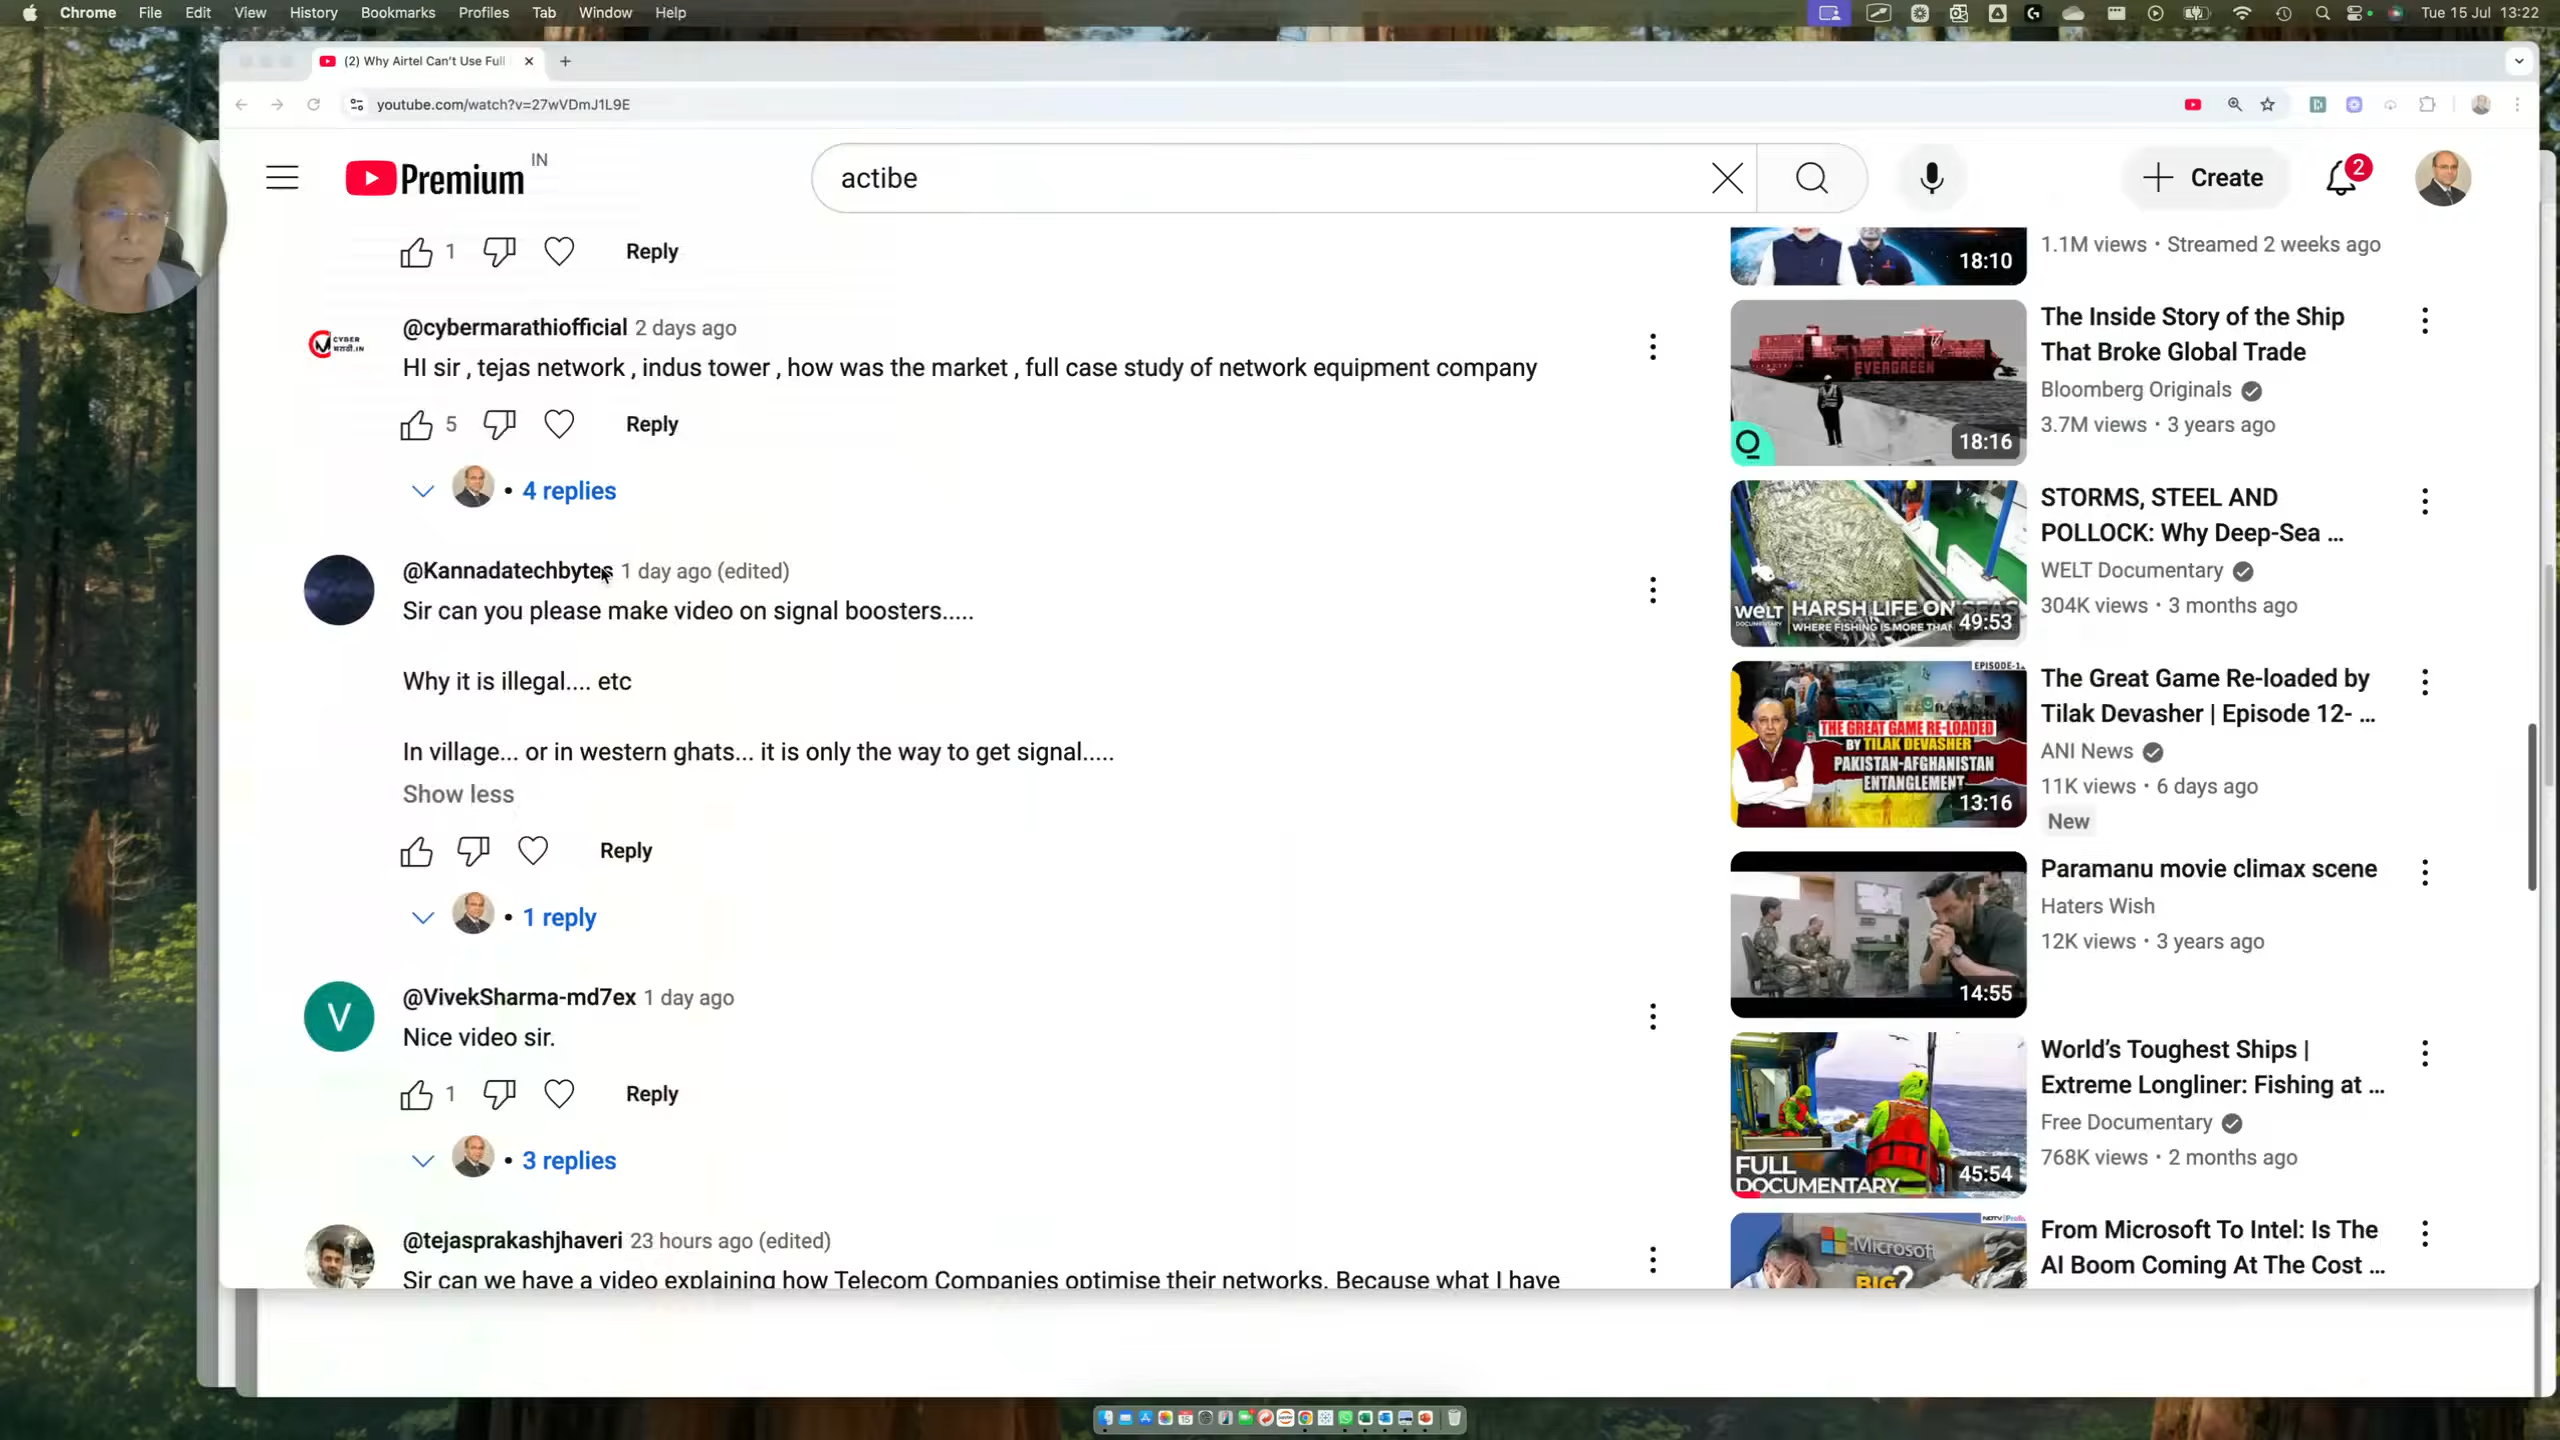 Chrome File Edit View History Bookmarks Profiles Tab Window Help
Tue 15 Jul 13:22
(2) Why Airtel Can't Use Full
youtube.com/watch?v=27wVDmJ1L9E
Premium IN
actibe
Create
2
1 Reply
@cybermarathiofficial 2 days ago
HI sir , tejas network , indus tower , how was the market , full case study of network equipment company
5 Reply
• 4 replies
@Kannadatechbytes 1 day ago (edited)
Sir can you please make video on signal boosters.....
Why it is illegal.... etc
In village... or in western ghats... it is only the way to get signal.....
Show less
Reply
• 1 reply
V
@VivekSharma-md7ex 1 day ago
Nice video sir.
1 Reply
• 3 replies
@tejasprakashjhaveri 23 hours ago (edited)
Sir can we have a video explaining how Telecom Companies optimise their networks. Because what I have
18:10
1.1M views • Streamed 2 weeks ago
EVERGREEN
18:16
The Inside Story of the Ship
That Broke Global Trade
Bloomberg Originals
3.7M views • 3 years ago
WELT
DOCUMENTARY
HARSH LIFE ON SEAS
WHERE FISHING IS MORE THAN
49:53
STORMS, STEEL AND
POLLOCK: Why Deep-Sea ...
WELT Documentary
304K views • 3 months ago
THE GREAT GAME RE-LOADED
BY TILAK DEVASHER
PAKISTAN-AFGHANISTAN
ENTANGLEMENT
13:16
The Great Game Re-loaded by
Tilak Devasher | Episode 12- ...
ANI News
11K views • 6 days ago
New
14:55
Paramanu movie climax scene
Haters Wish
12K views • 3 years ago
FULL
DOCUMENTARY
45:54
World's Toughest Ships |
Extreme Longliner: Fishing at ...
Free Documentary
768K views • 2 months ago
Microsoft
BIG?
From Microsoft To Intel: Is The
AI Boom Coming At The Cost ...